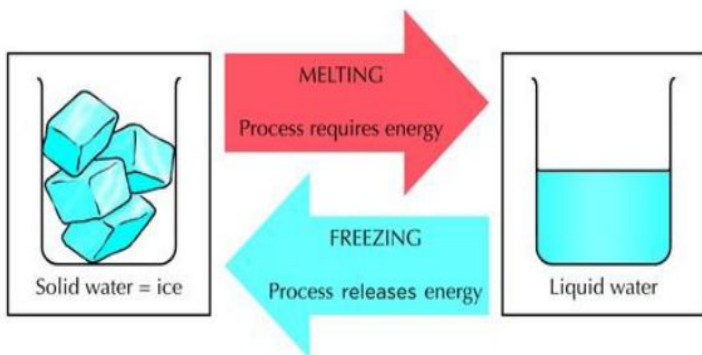 MELTING
Process requires energy
FREEZING
Process releases energy
Solid water = ice
Liquid water